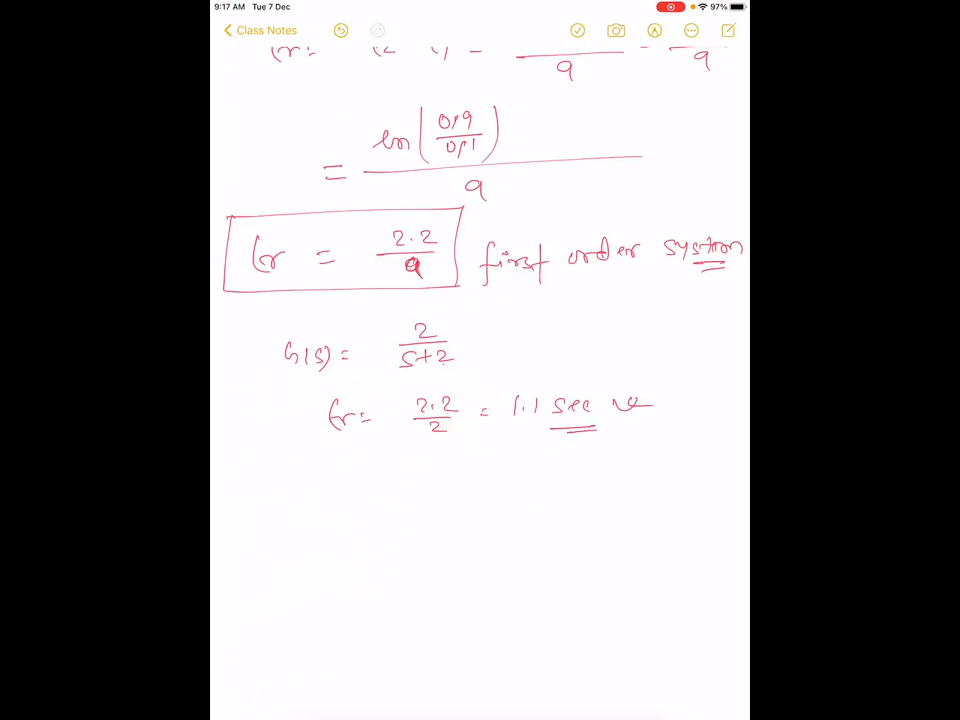 9:17 AM Tue 7 Dec 97%
Class Notes
a a
= ln(0.9/0.1) / a
tr = 2.2/a first order system
G(s) = 2/(s+2)
tr = 2.2/2 = 1.1 sec